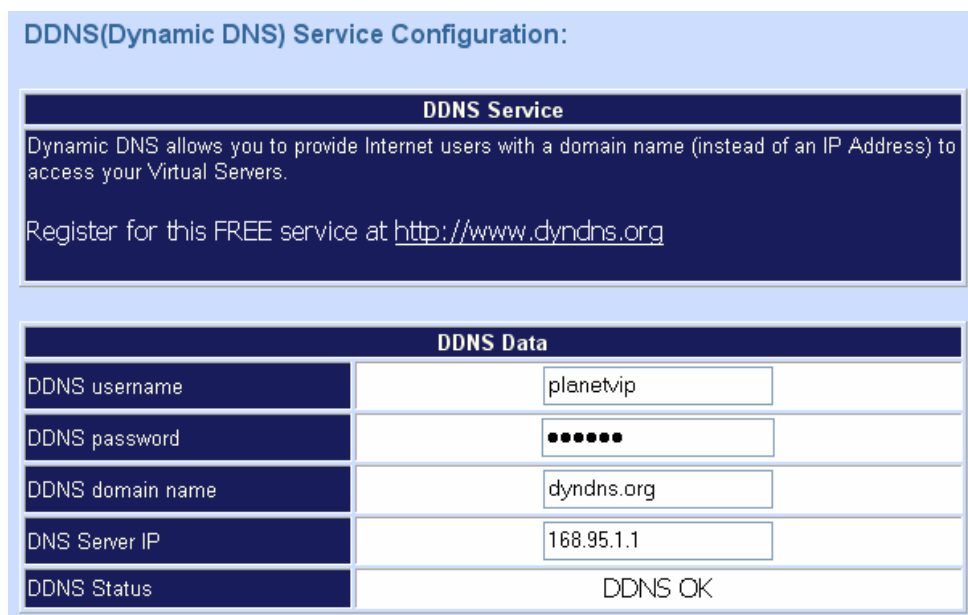 DDNS(Dynamic DNS) Service Configuration:
DDNS Service
Dynamic DNS allows you to provide Internet users with a domain name (instead of an IP Address) to
access your Virtual Servers.
Register for this FREE service at http://www.dyndns.org
DDNS Data
DDNS username planetvip
DDNS password ●●●●●●
DDNS domain name dyndns.org
DNS Server IP 168.95.1.1
DDNS Status DDNS OK